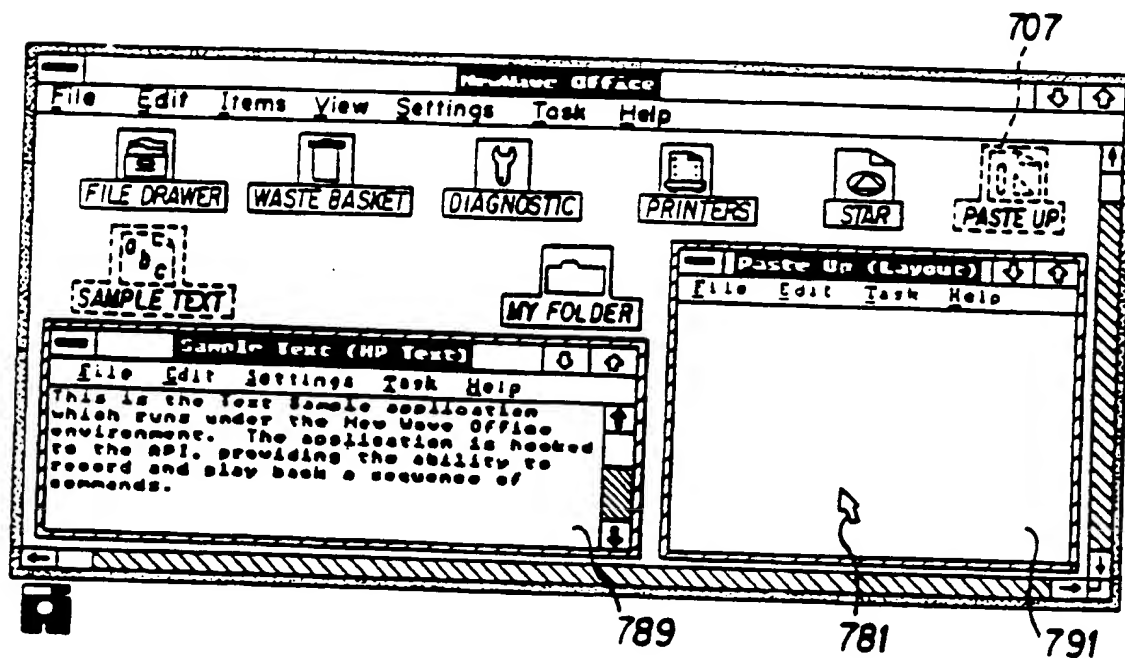 707
NewWave Office
File Edit Items View Settings Task Help
FILE DRAWER WASTE BASKET DIAGNOSTIC PRINTERS STAR PASTE UP
SAMPLE TEXT MY FOLDER
Paste Up (Layout)
File Edit Task Help
Sample Text (HP Text)
File Edit Settings Task Help
This is the Text Sample application
which runs under the New Wave Office
environment. The application is hooked
to the API, providing the ability to
record and play back a sequence of
commands.
789 781 791